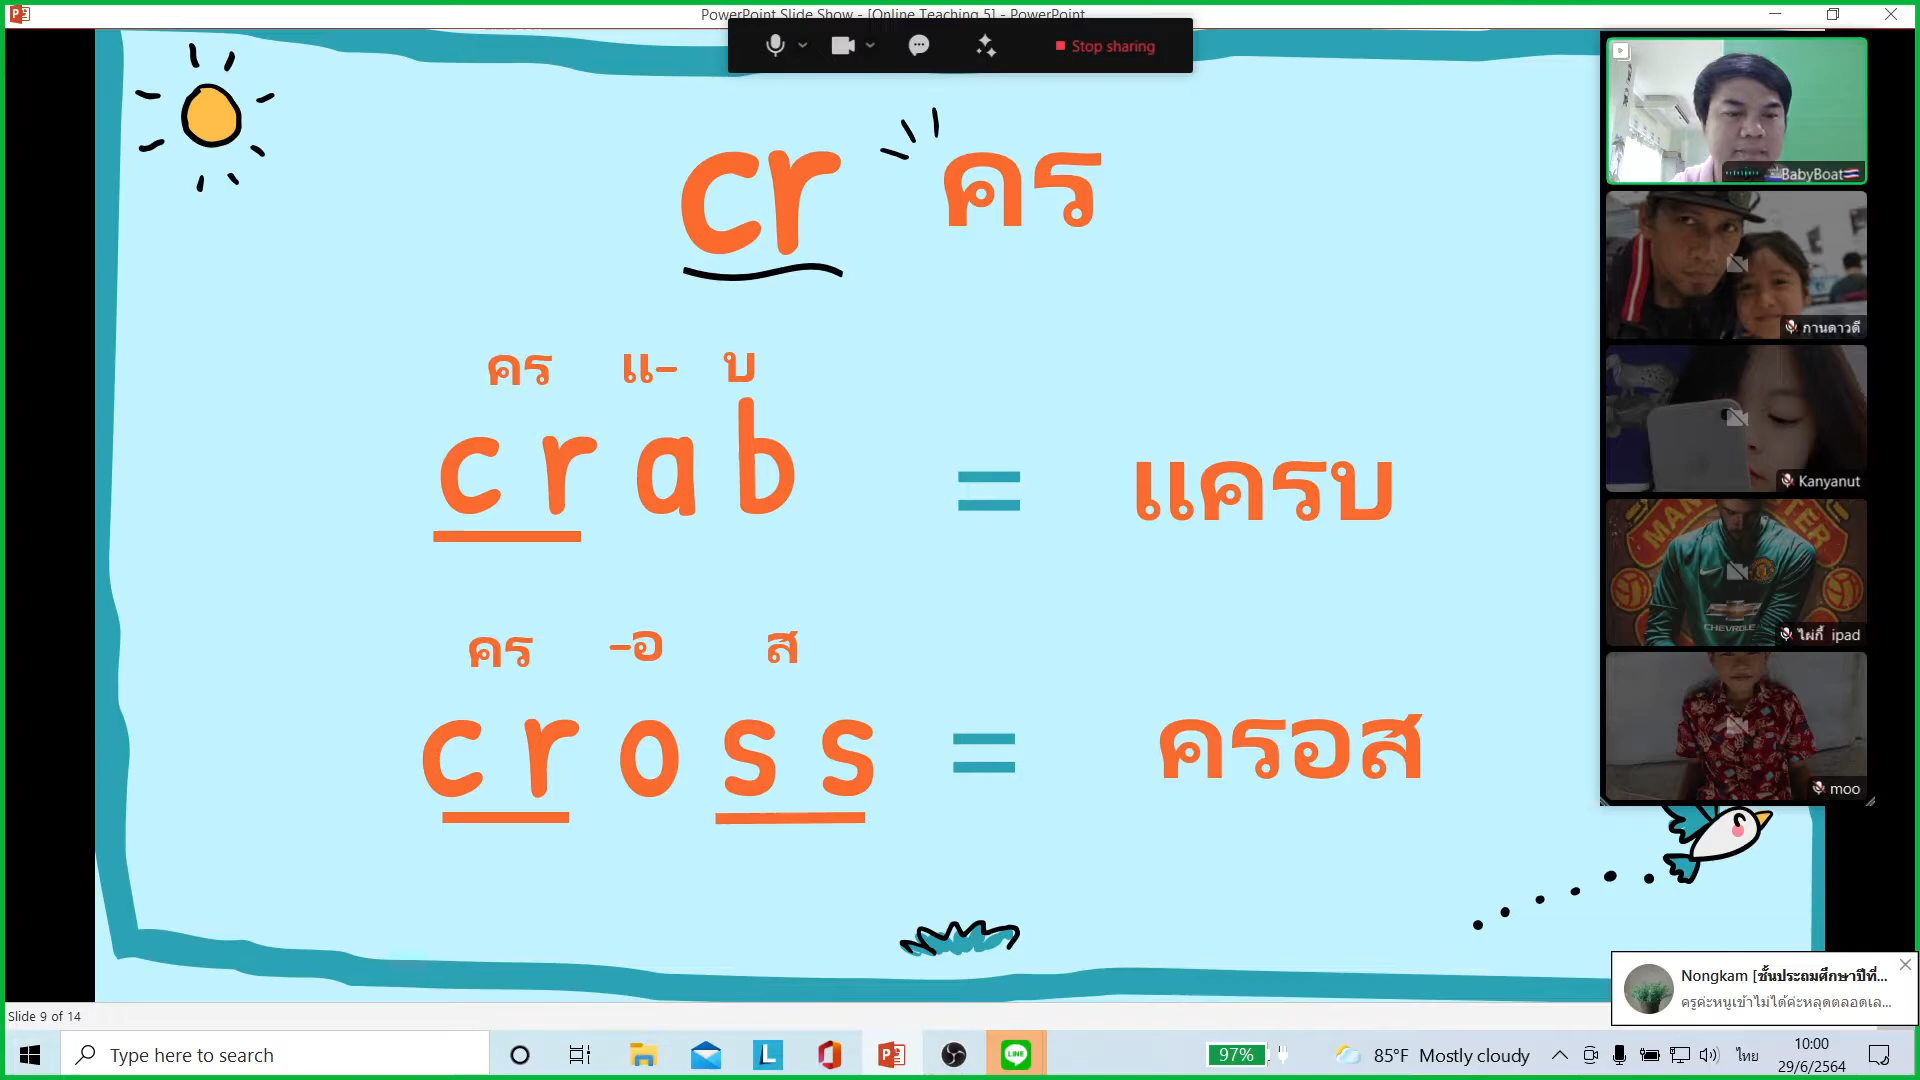 PowerPoint Slide Show - [Online Teaching 5] - PowerPoint
Stop sharing
cr คร
คร แ- บ
crab = แครบ
คร -อ ส
cross = ครอส
BabyBoat
กานดาวดี
Kanyanut
MAN TER
CHEVROLET
ไผ่กี้ ipad
moo
Nongkam [ชั้นประถมศึกษาปีที่...
ครูค่ะหนูเข้าไม่ได้ค่ะหลุดตลอดเล...
Slide 9 of 14
Type here to search
L
LINE
97%
85°F Mostly cloudy
ไทย
10:00
29/6/2564